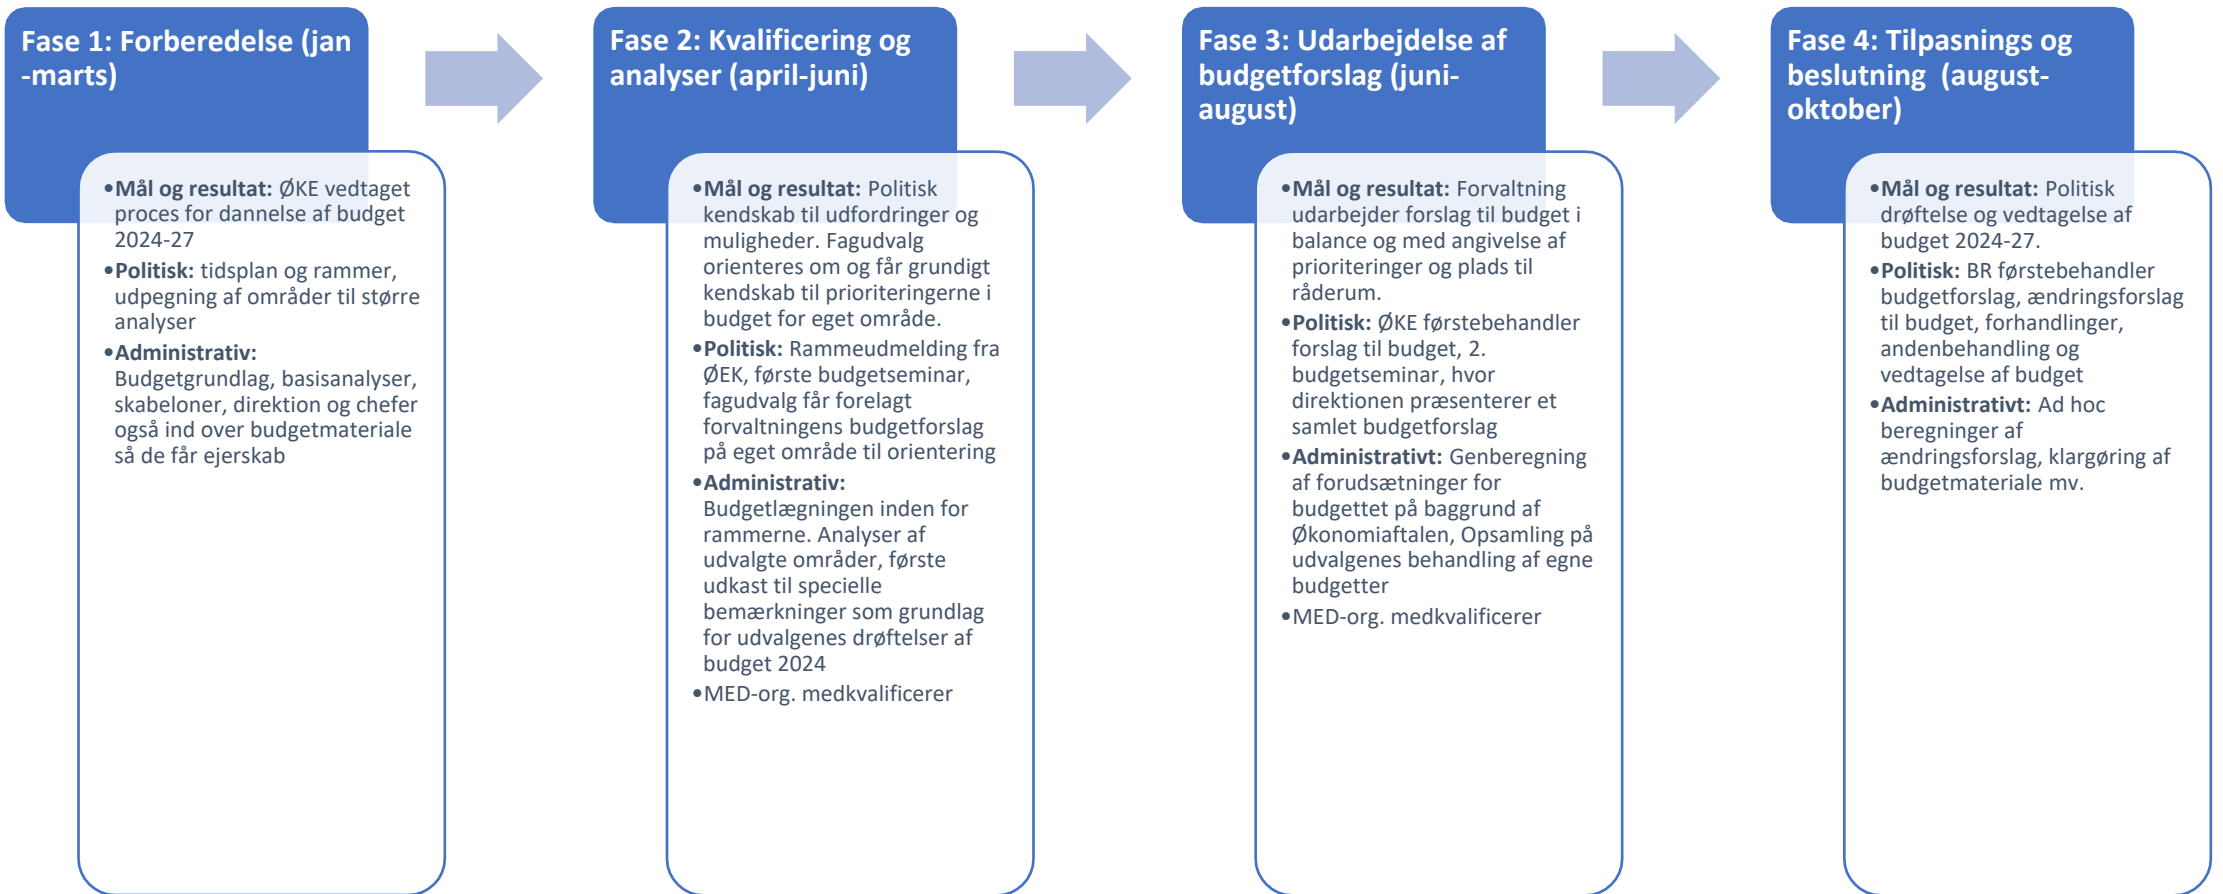 Fase 1: Forberedelse (jan
-marts)
•Mål og resultat: ØKE vedtaget
proces for dannelse af budget
2024-27
•Politisk: tidsplan og rammer,
udpegning af områder til større
analyser
•Administrativ:
Budgetgrundlag, basisanalyser,
skabeloner, direktion og chefer
også ind over budgetmateriale
så de får ejerskab
Fase 2: Kvalificering og
analyser (april-juni)
•Mål og resultat: Politisk
kendskab til udfordringer og
muligheder. Fagudvalg
orienteres om og får grundigt
kendskab til prioriteringerne i
budget for eget område.
•Politisk: Rammeudmelding fra
ØEK, første budgetseminar,
fagudvalg får forelagt
forvaltningens budgetforslag
på eget område til orientering
•Administrativ:
Budgetlægningen inden for
rammerne. Analyser af
udvalgte områder, første
udkast til specielle
bemærkninger som grundlag
for udvalgenes drøftelser af
budget 2024
•MED-org. medkvalificerer
Fase 3: Udarbejdelse af
budgetforslag (juni-
august)
•Mål og resultat: Forvaltning
udarbejder forslag til budget i
balance og med angivelse af
prioriteringer og plads til
råderum.
•Politisk: ØKE førstebehandler
forslag til budget, 2.
budgetseminar, hvor
direktionen præsenterer et
samlet budgetforslag
•Administrativt: Genberegning
af forudsætninger for
budgettet på baggrund af
Økonomiaftalen, Opsamling på
udvalgenes behandling af egne
budgetter
•MED-org. medkvalificerer
Fase 4: Tilpasnings og
beslutning (august-
oktober)
•Mål og resultat: Politisk
drøftelse og vedtagelse af
budget 2024-27.
•Politisk: BR førstebehandler
budgetforslag, ændringsforslag
til budget, forhandlinger,
andenbehandling og
vedtagelse af budget
•Administrativt: Ad hoc
beregninger af
ændringsforslag, klargøring af
budgetmateriale mv.